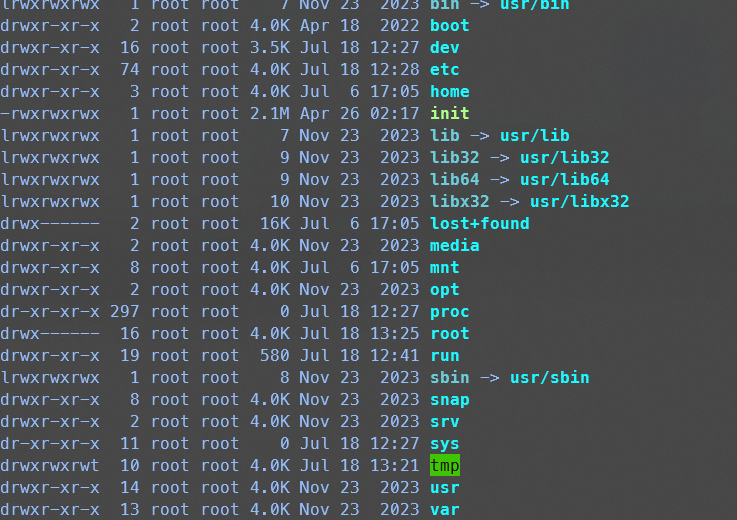 lrwxrwxrwx   1 root root    7 Nov 23  2023 bin -> usr/bin
drwxr-xr-x   2 root root 4.0K Apr 18  2022 boot
drwxr-xr-x  16 root root 3.5K Jul 18 12:27 dev
drwxr-xr-x  74 root root 4.0K Jul 18 12:28 etc
drwxr-xr-x   3 root root 4.0K Jul  6 17:05 home
-rwxrwxrwx   1 root root 2.1M Apr 26 02:17 init
lrwxrwxrwx   1 root root    7 Nov 23  2023 lib -> usr/lib
lrwxrwxrwx   1 root root    9 Nov 23  2023 lib32 -> usr/lib32
lrwxrwxrwx   1 root root    9 Nov 23  2023 lib64 -> usr/lib64
lrwxrwxrwx   1 root root   10 Nov 23  2023 libx32 -> usr/libx32
drwx------   2 root root  16K Jul  6 17:05 lost+found
drwxr-xr-x   2 root root 4.0K Nov 23  2023 media
drwxr-xr-x   8 root root 4.0K Jul  6 17:05 mnt
drwxr-xr-x   2 root root 4.0K Nov 23  2023 opt
dr-xr-xr-x 297 root root    0 Jul 18 12:27 proc
drwx------  16 root root 4.0K Jul 18 13:25 root
drwxr-xr-x  19 root root  580 Jul 18 12:41 run
lrwxrwxrwx   1 root root    8 Nov 23  2023 sbin -> usr/sbin
drwxr-xr-x   8 root root 4.0K Nov 23  2023 snap
drwxr-xr-x   2 root root 4.0K Nov 23  2023 srv
dr-xr-xr-x  11 root root    0 Jul 18 12:27 sys
drwxrwxrwt  10 root root 4.0K Jul 18 13:21 tmp
drwxr-xr-x  14 root root 4.0K Nov 23  2023 usr
drwxr-xr-x  13 root root 4.0K Nov 23  2023 var